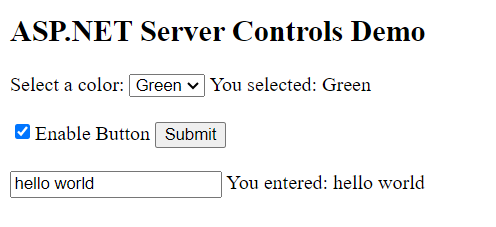 ASP.NET Server Controls Demo
Select a color: Green You selected: Green
Enable Button Submit
hello world You entered: hello world